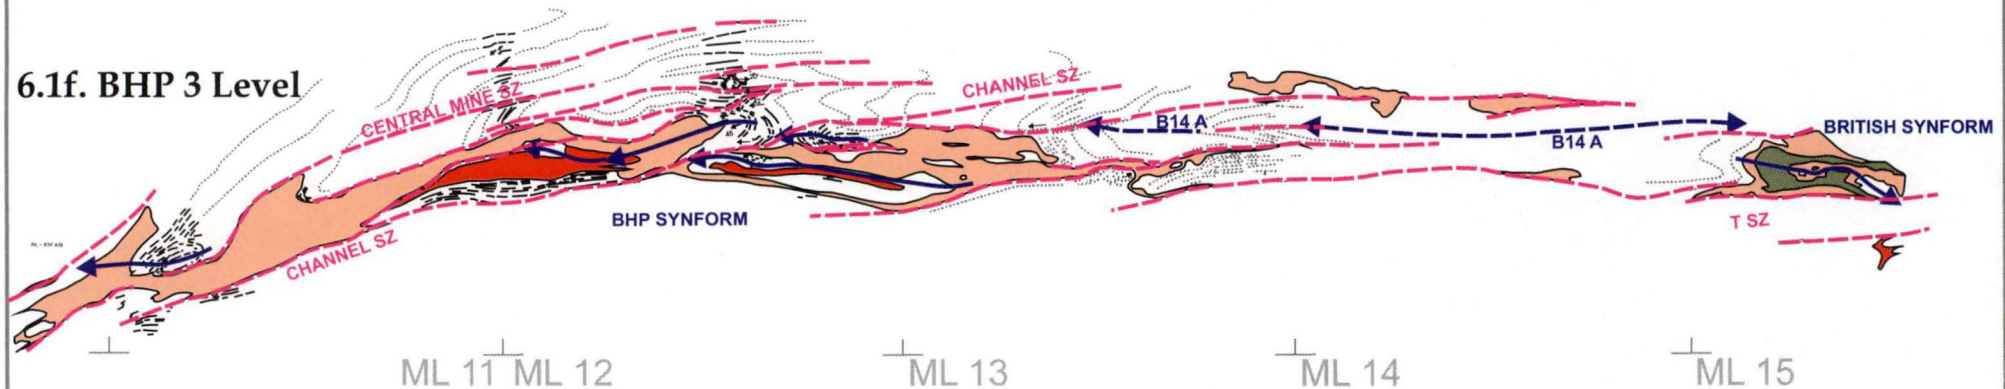 6.1f. BHP 3 Level
CENTRAL MINE SZ
CHANNEL SZ
B14 A
B14 A
BRITISH SYNFORM
BHP SYNFORM
T SZ
CHANNEL SZ
ML 11 ML 12
ML 13
ML 14
ML 15